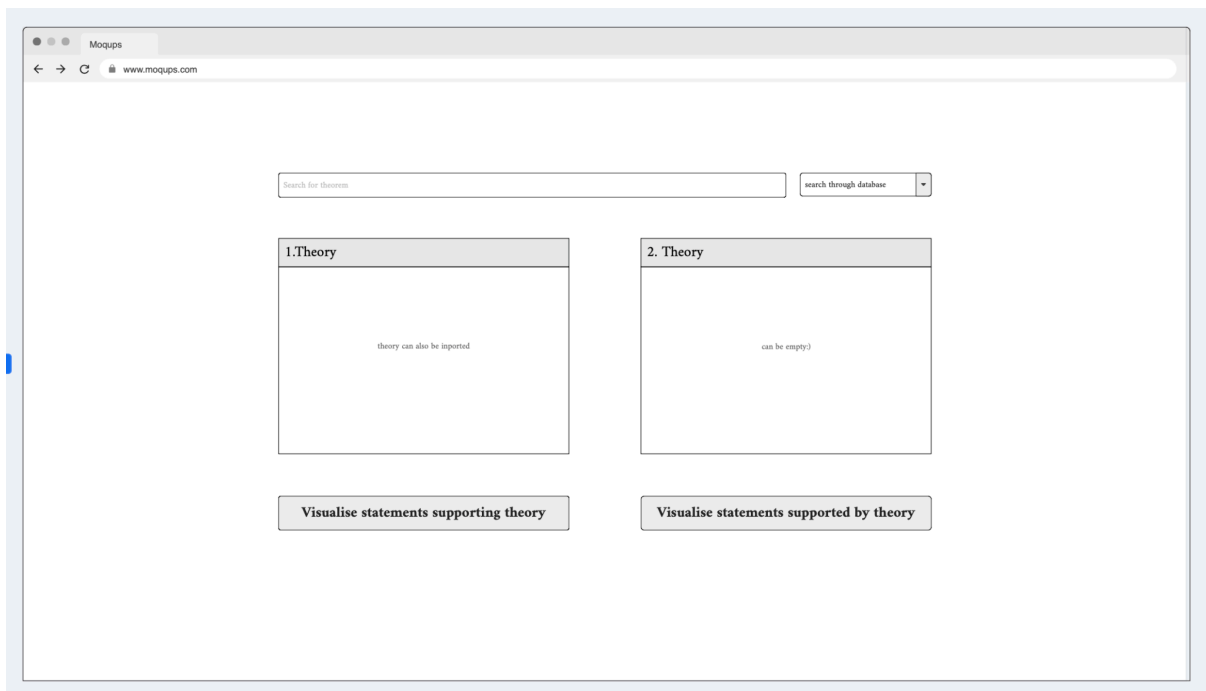 Moqups
www.moqups.com
Search for theorem
search through database
1.Theory
2. Theory
theory can also be inported
can be empty:)
Visualise statements supporting theory
Visualise statements supported by theory